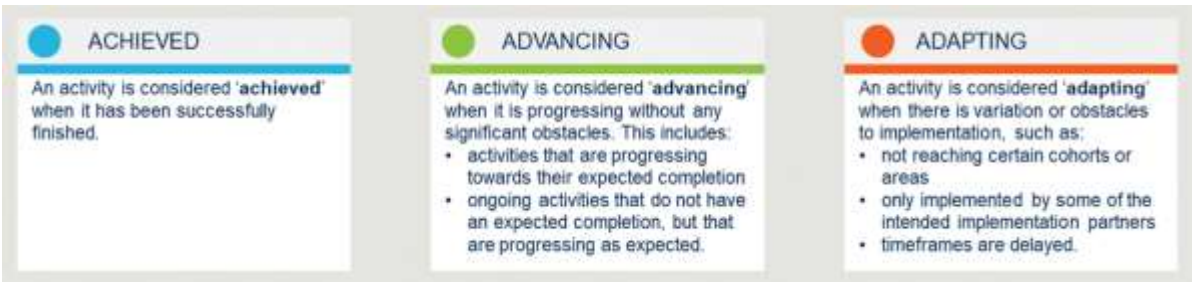 ACHIEVED
An activity is considered 'achieved'
when it has been successfully
finished.
ADVANCING
An activity is considered 'advancing'
when it is progressing without any
significant obstacles. This includes:
• activities that are progressing
towards their expected completion
• ongoing activities that do not have
an expected completion, but that
are progressing as expected.
ADAPTING
An activity is considered 'adapting'
when there is variation or obstacles
to implementation, such as:
• not reaching certain cohorts or
areas
• only implemented by some of the
intended implementation partners
• timeframes are delayed.